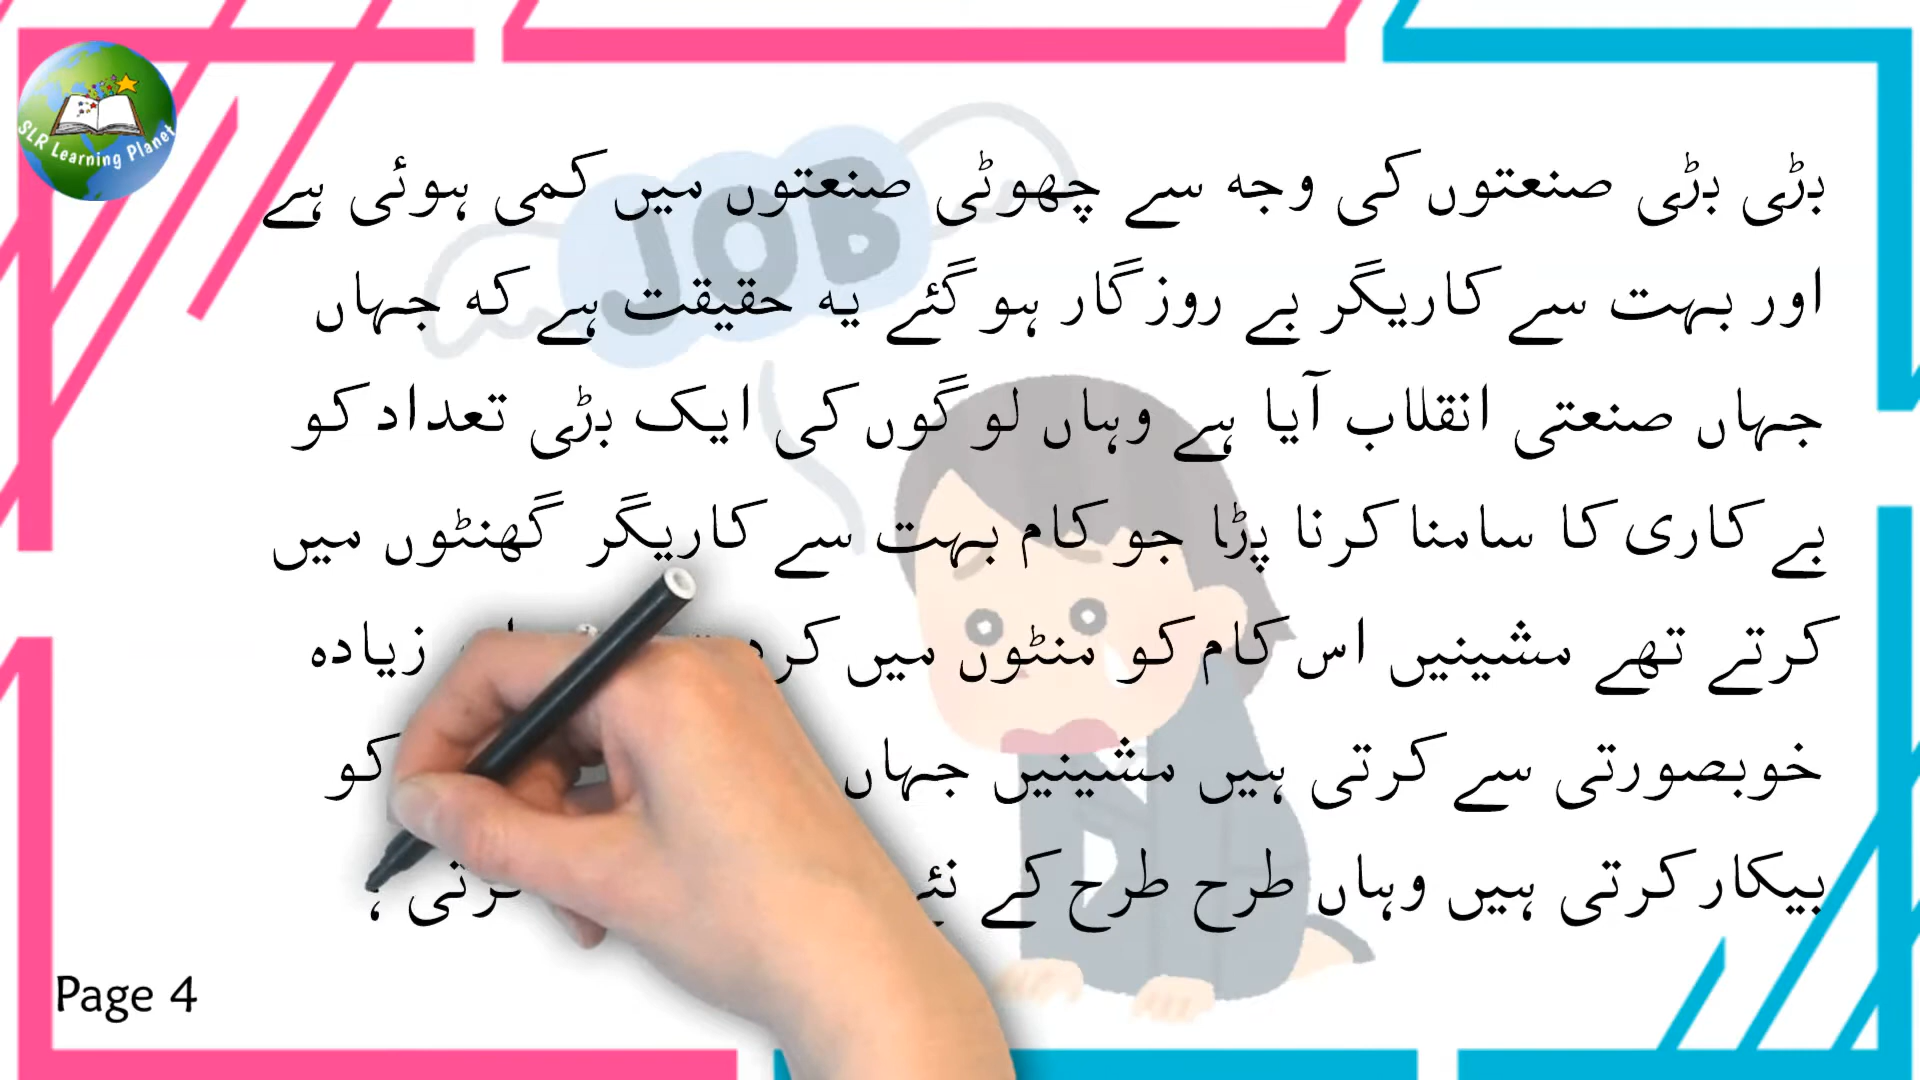 SLR Learning Planet
JOB
بڑی بڑی صنعتوں کی وجہ سے چھوٹی صنعتوں میں کمی ہوئی ہے
اور بہت سے کاریگر بے روزگار ہو گئے یہ حقیقت ہے کہ جہاں
جہاں صنعتی انقلاب آیا ہے وہاں لو گوں کی ایک بڑی تعداد کو
بے کاری کا سامنا کرنا پڑا جو کام بہت سے کاریگر گھنٹوں میں
کرتے تھے مشینیں اس کام کو منٹوں میں زیادہ
خوبصورتی سے کرتی ہیں مشینیں جہاں کو
بیکار کرتی ہیں وہاں طرح طرح کے کرتی
Page 4